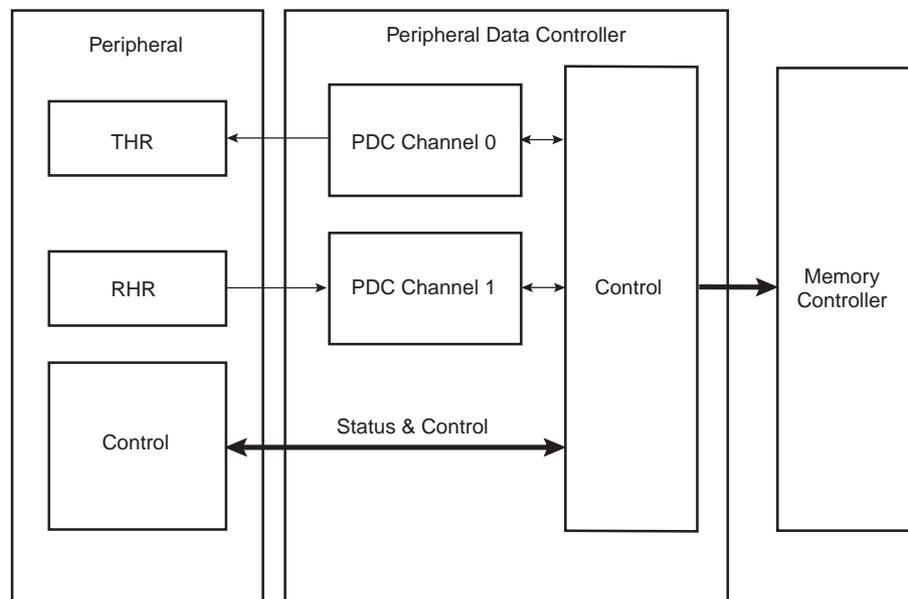 Peripheral
Peripheral Data Controller
THR
PDC Channel 0
RHR
PDC Channel 1
Control
Memory
Controller
Control
Status & Control